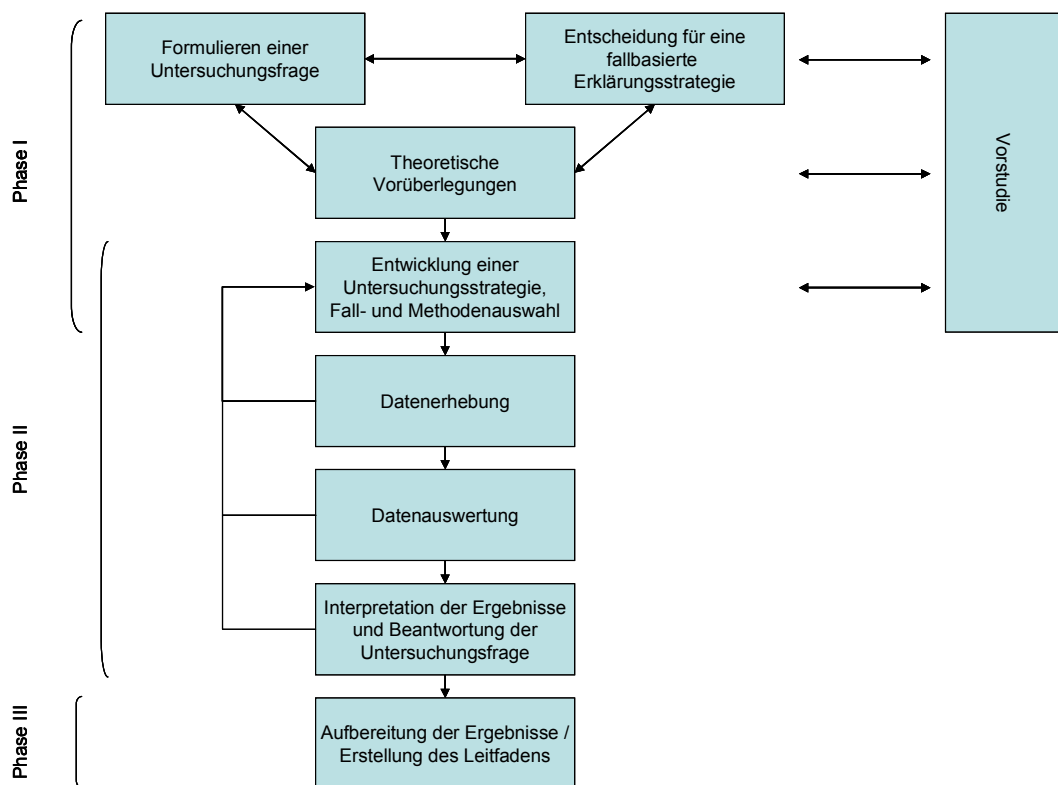 Formulieren einer
Untersuchungsfrage
Entscheidung für eine
fallbasierte
Erklärungsstrategie
Phase I
Theoretische
Vorüberlegungen
Vorstudie
Entwicklung einer
Untersuchungsstrategie,
Fall- und Methodenauswahl
Phase II
Datenerhebung
Datenauswertung
Interpretation der Ergebnisse
und Beantwortung der
Untersuchungsfrage
Phase III
Aufbereitung der Ergebnisse /
Erstellung des Leitfadens